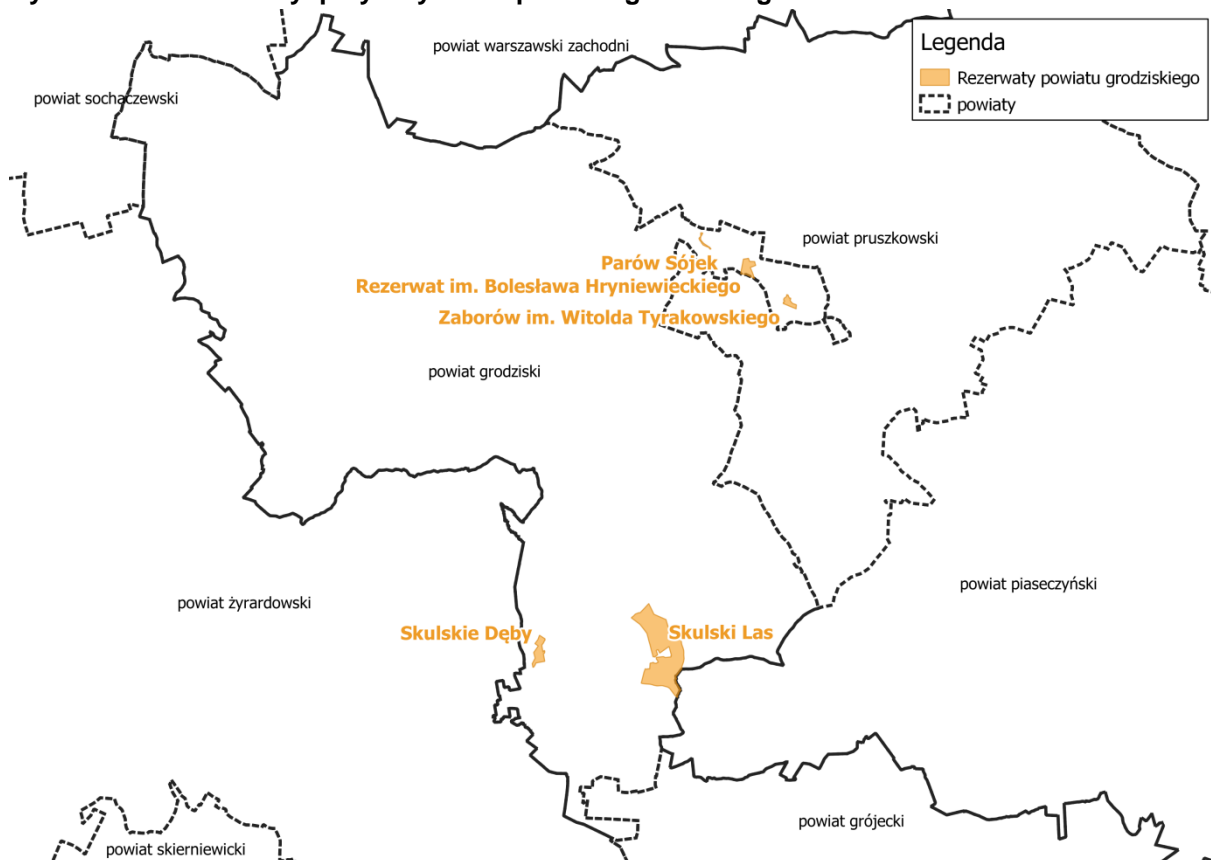 powiat warszawski zachodni
Legenda
Rezerwaty powiatu grodziskiego
powiaty
powiat sochaczewski
powiat pruszkowski
Parów Sójek
Rezerwat im. Bolesława Hryniewieckiego
Zaborów im. Witolda Tyrakowskiego
powiat grodziski
powiat piaseczyński
powiat żyrardowski
Skulskie Dęby
Skulski Las
powiat grójecki
powiat skierniewicki